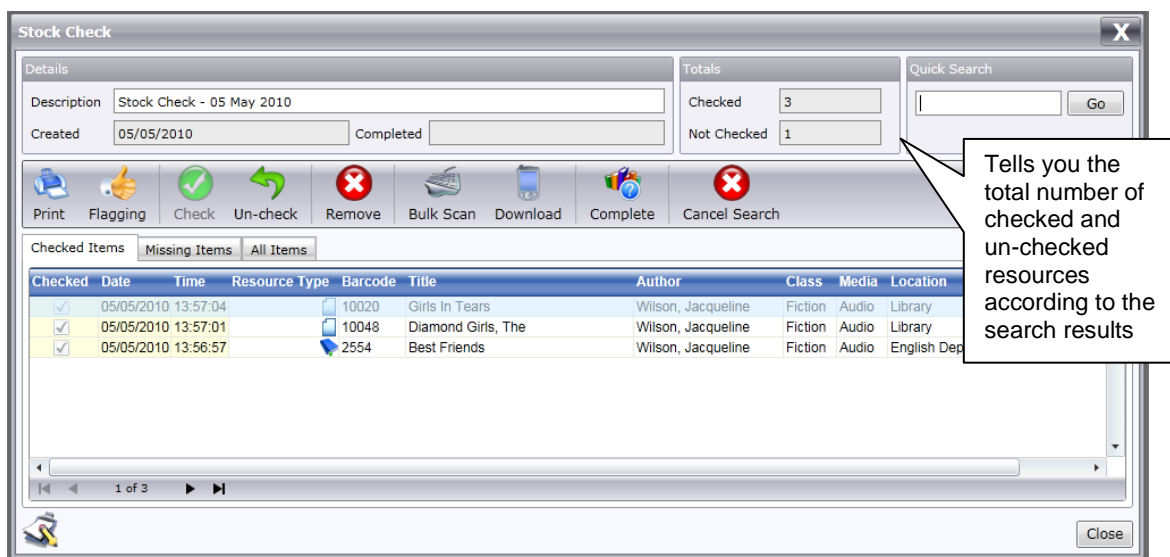 Stock Check
X
Details
Totals
Quick Search
Description Stock Check - 05 May 2010
Checked 3
Go
Created 05/05/2010 Completed
Not Checked 1
Tells you the
total number of
checked and
un-checked
resources
according to the
search results
Print Flagging Check Un-check Remove Bulk Scan Download Complete Cancel Search
Checked Items Missing Items All Items
Checked Date Time Resource Type Barcode Title Author Class Media Location
05/05/2010 13:57:04 10020 Girls In Tears Wilson, Jacqueline Fiction Audio Library
05/05/2010 13:57:01 10048 Diamond Girls, The Wilson, Jacqueline Fiction Audio Library
05/05/2010 13:56:57 2554 Best Friends Wilson, Jacqueline Fiction Audio English Dep
1 of 3
Close